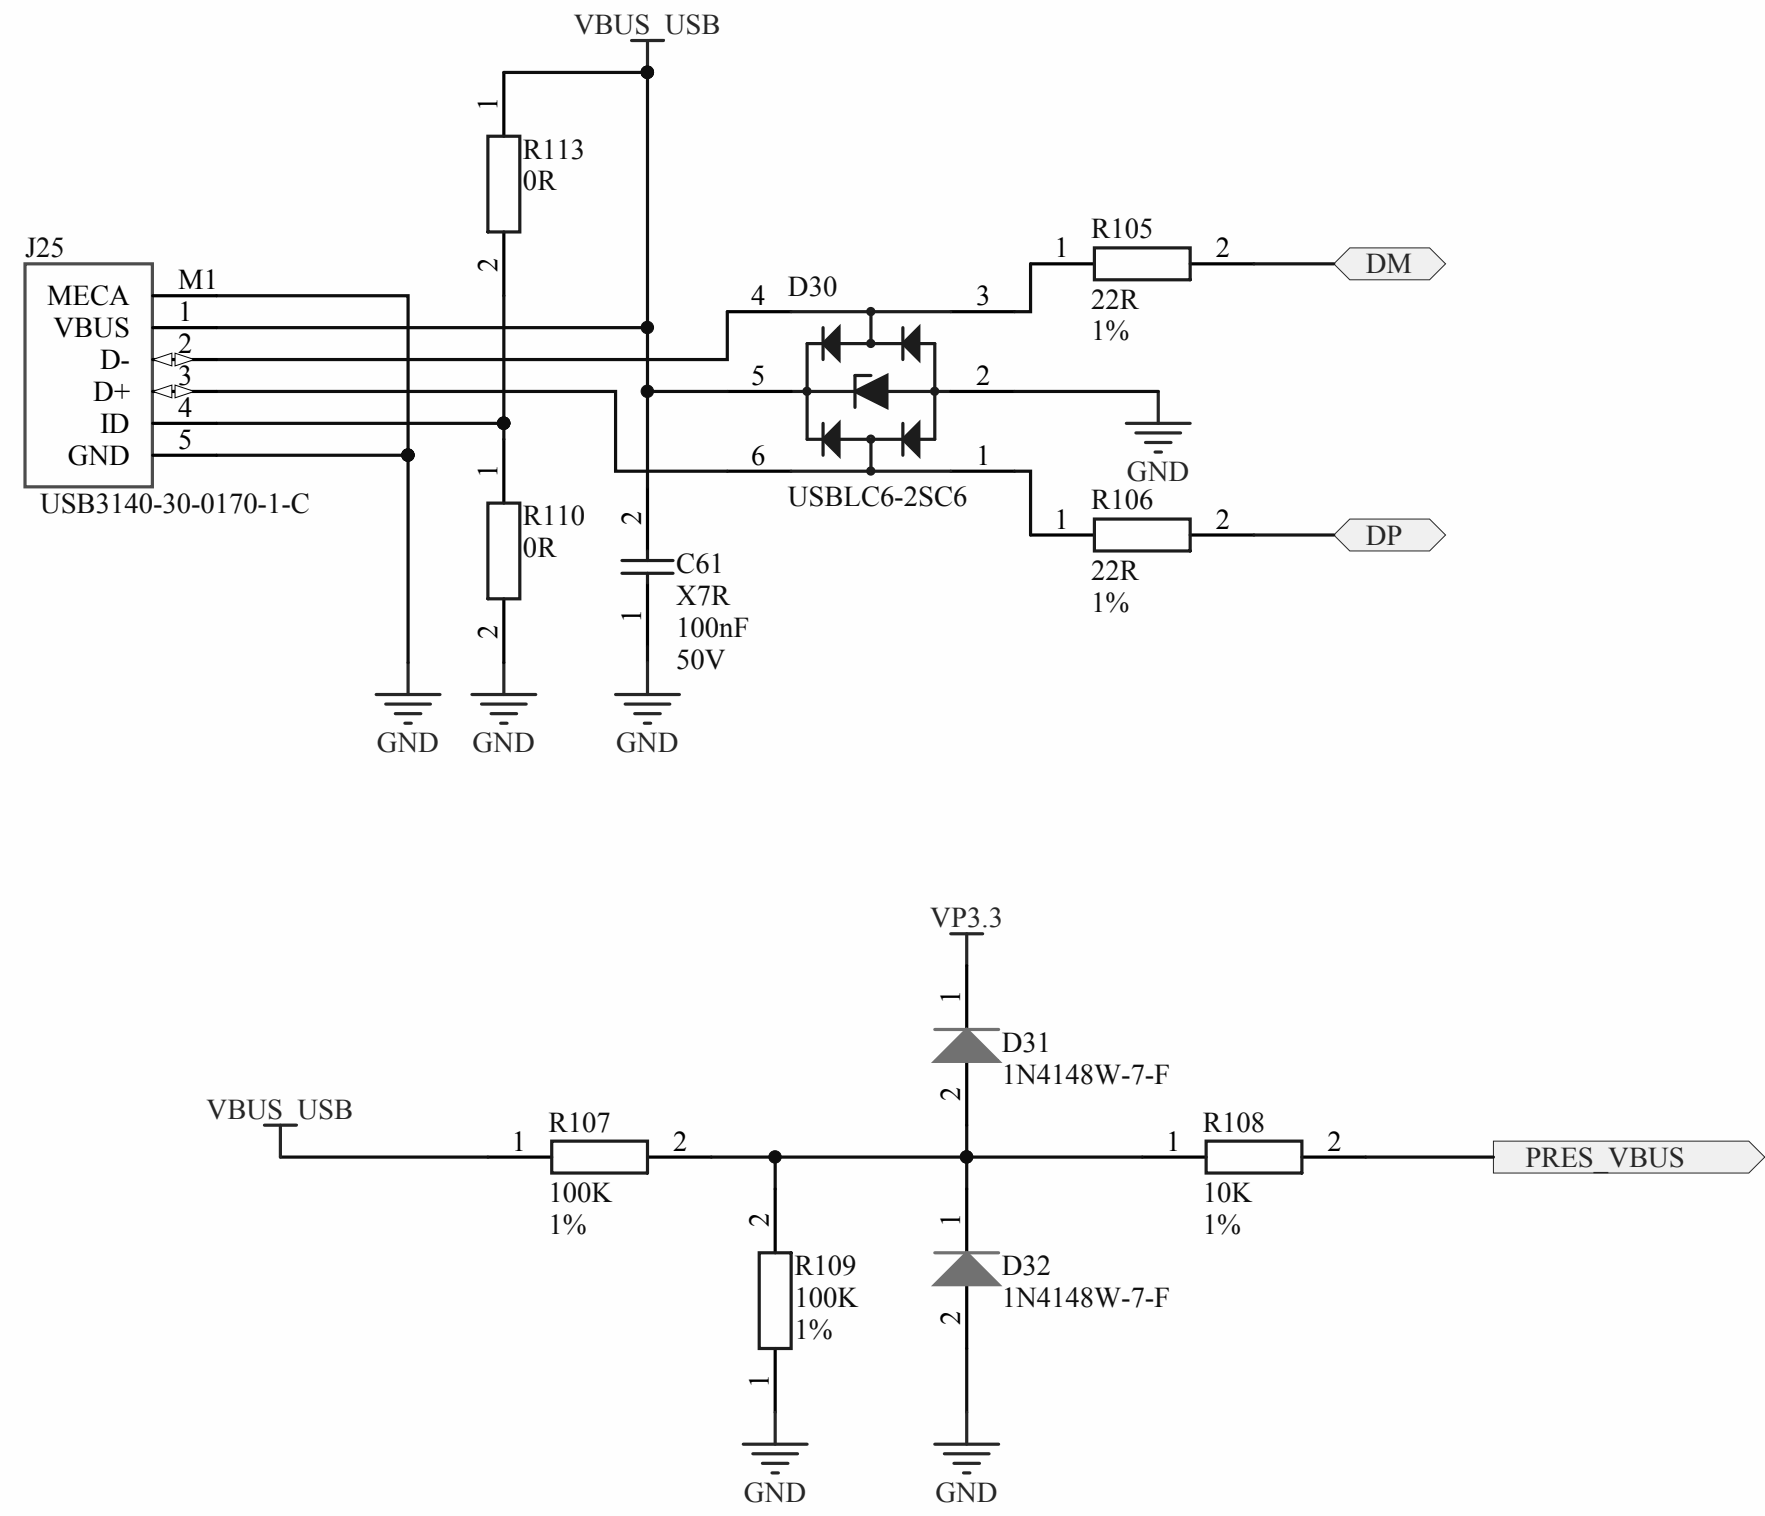 VBUS_USB
1
R113
0R
2
J25
MECA
M1
VBUS
1
D-
2
D+
3
ID
4
GND
5
USB3140-30-0170-1-C
1
R110
0R
2
2
C61
X7R
100nF
50V
1
GND
GND
GND
D30
4
3
5
2
6
1
USBLC6-2SC6
GND
R105
1
2
22R
1%
DM
R106
1
2
22R
1%
DP
VP3.3
1
D31
1N4148W-7-F
2
VBUS_USB
R107
1
2
100K
1%
R108
1
2
10K
1%
PRES_VBUS
2
R109
100K
1%
1
GND
1
D32
1N4148W-7-F
2
GND